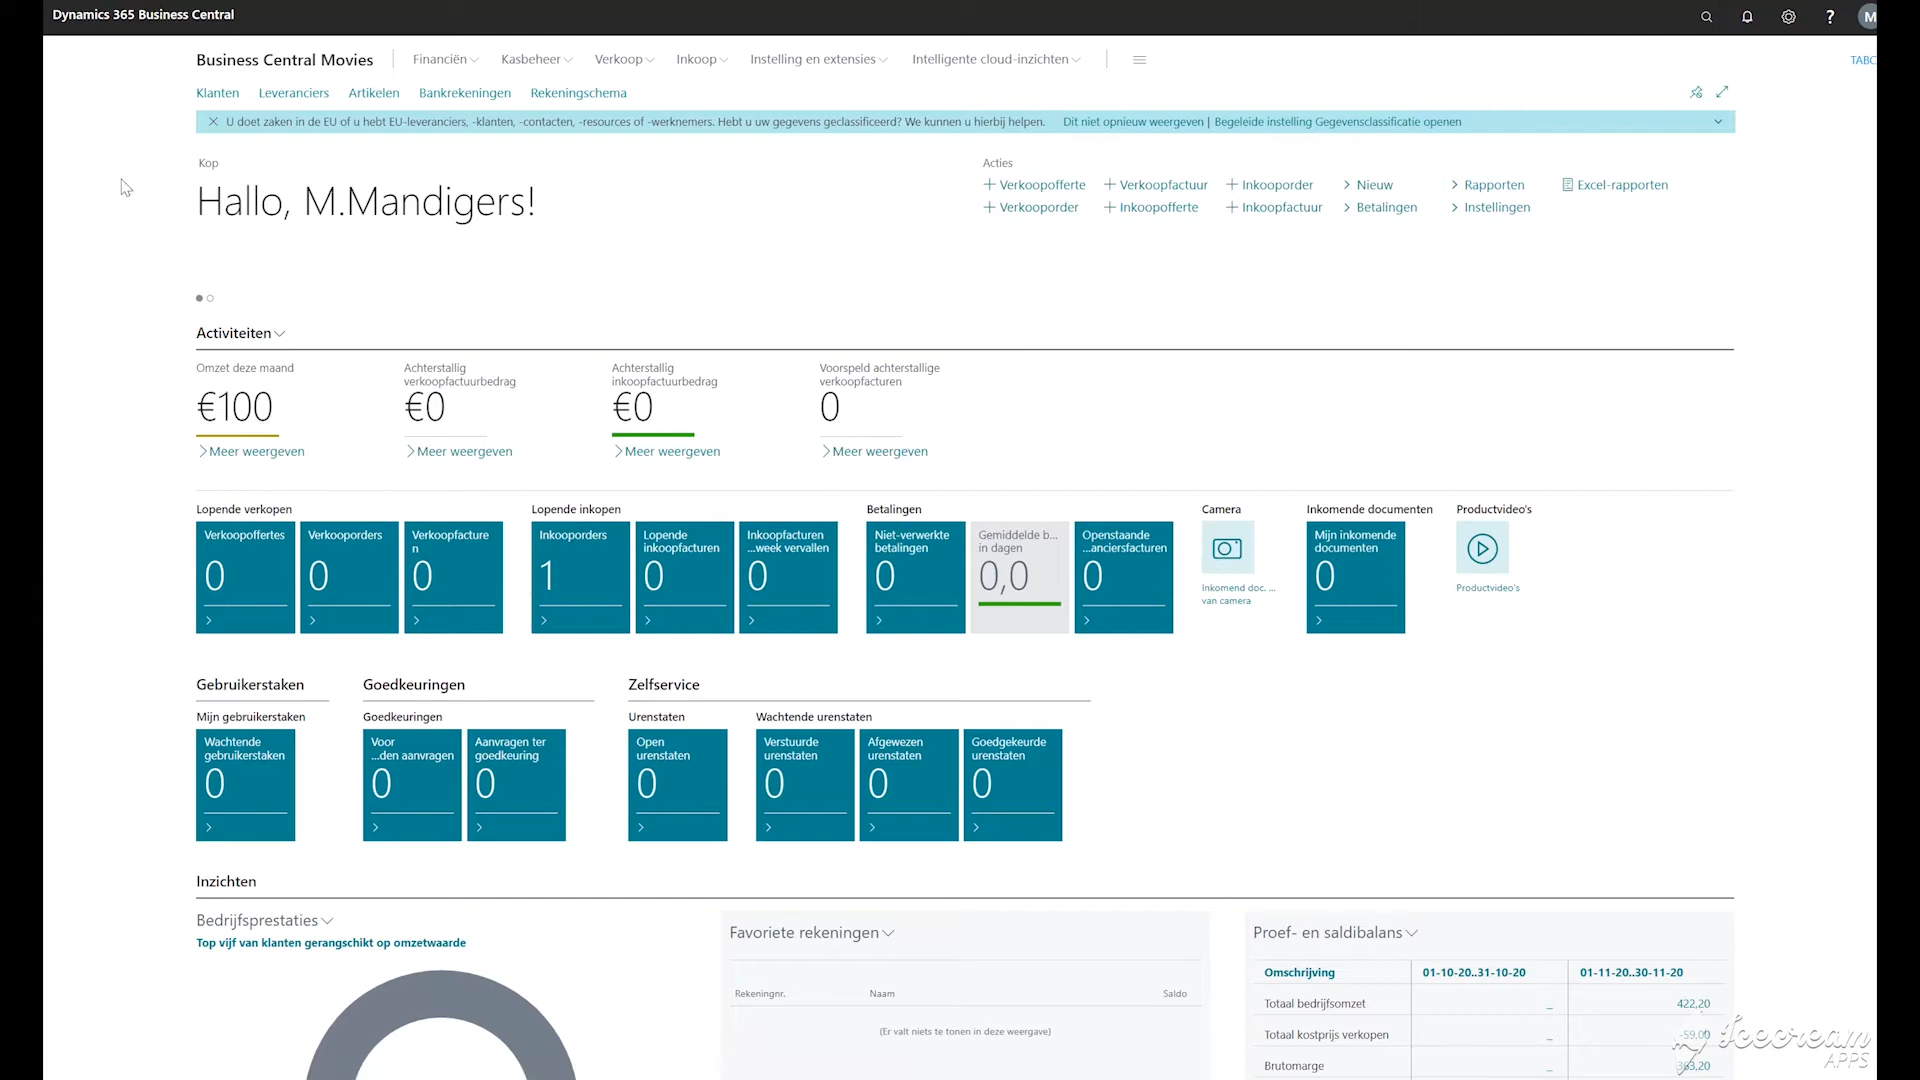 Dynamics 365 Business Central
M
Business Central Movies
Financiën
Kasbeheer
Verkoop
Inkoop
Instelling en extensies
Intelligente cloud-inzichten
TABC
Klanten
Leveranciers
Artikelen
Bankrekeningen
Rekeningschema
U doet zaken in de EU of u hebt EU-leveranciers, -klanten, -contacten, -resources of -werknemers. Hebt u uw gegevens geclassificeerd? We kunnen u hierbij helpen. Dit niet opnieuw weergeven | Begeleide instelling Gegevensclassificatie openen
Kop
Hallo, M.Mandigers!
Acties
+ Verkoopofferte
+ Verkoopfactuur
+ Inkooporder
> Nieuw
> Rapporten
Excel-rapporten
+ Verkooporder
+ Inkoopofferte
+ Inkoopfactuur
> Betalingen
> Instellingen
Activiteiten
Omzet deze maand
€100
> Meer weergeven
Achterstallig
verkoopfactuurbedrag
€0
> Meer weergeven
Achterstallig
inkoopfactuurbedrag
€0
> Meer weergeven
Voorspeld achterstallige
verkoopfacturen
0
> Meer weergeven
Lopende verkopen
Verkoopoffertes
0
Verkooporders
0
Verkoopfacture
n
0
Lopende inkopen
Inkooporders
1
Lopende
inkoopfacturen
0
Inkoopfacturen
...week vervallen
0
Betalingen
Niet-verwerkte
betalingen
0
Gemiddelde b...
in dagen
0,0
Openstaande
...anciersfacturen
0
Camera
Inkomend doc. ...
van camera
Inkomende documenten
Mijn inkomende
documenten
0
Productvideo's
Productvideo's
Gebruikerstaken
Mijn gebruikerstaken
Wachtende
gebruikerstaken
0
Goedkeuringen
Goedkeuringen
Voor
...den aanvragen
0
Aanvragen ter
goedkeuring
0
Zelfservice
Urenstaten
Open
urenstaten
0
Wachtende urenstaten
Verstuurde
urenstaten
0
Afgewezen
urenstaten
0
Goedgekeurde
urenstaten
0
Inzichten
Bedrijfsprestaties
Top vijf van klanten gerangschikt op omzetwaarde
Favoriete rekeningen
Rekeningnr.
Naam
Saldo
(Er valt niets te tonen in deze weergave)
Proef- en saldibalans
Omschrijving
01-10-20..31-10-20
01-11-20..30-11-20
Totaal bedrijfsomzet
_
422,20
Totaal kostprijs verkopen
_
-59,00
Brutomarge
_
363,20
Icecream
APPS